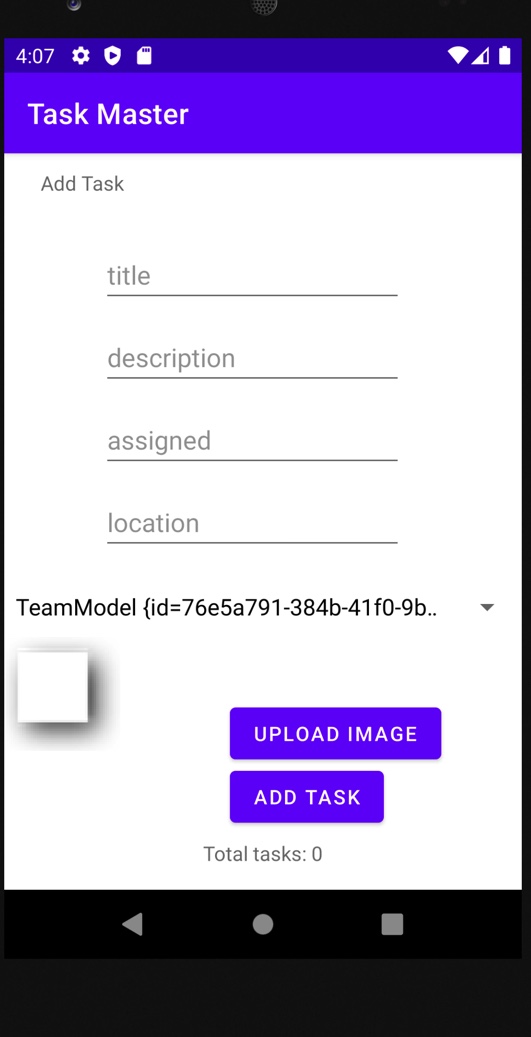 4:07
Task Master
Add Task
title
description
assigned
location
TeamModel {id=76e5a791-384b-41f0-9b..
UPLOAD IMAGE
ADD TASK
Total tasks: 0